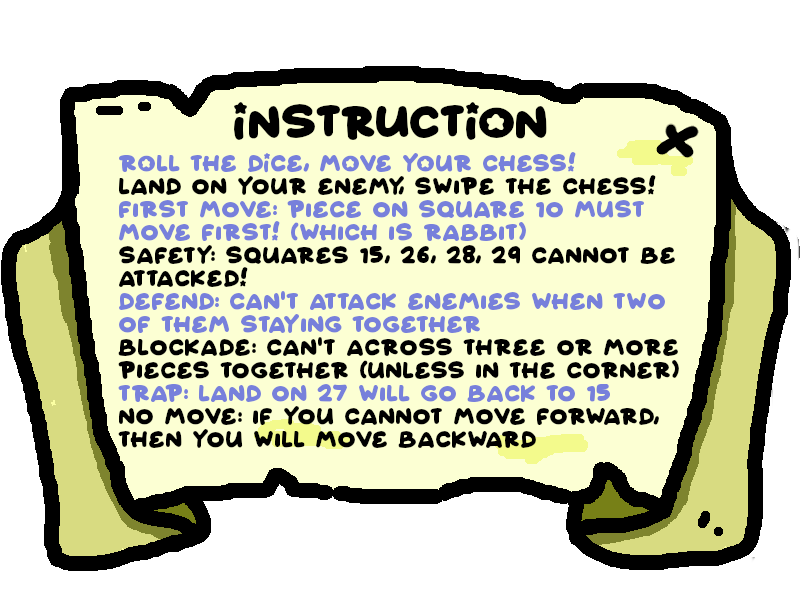 INSTRUCTION
ROLL THE DICE, MOVE YOUR CHESS!
LAND ON YOUR ENEMY, SWIPE THE CHESS!
FIRST MOVE: PIECE ON SQUARE 10 MUST
MOVE FIRST! (WHICH IS RABBIT)
SAFETY: SQUARES 15, 26, 28, 29 CANNOT BE
ATTACKED!
DEFEND: CAN'T ATTACK ENEMIES WHEN TWO
OF THEM STAYING TOGETHER
BLOCKADE: CAN'T ACROSS THREE OR MORE
PIECES TOGETHER (UNLESS IN THE CORNER)
TRAP: LAND ON 27 WILL GO BACK TO 15
NO MOVE: IF YOU CANNOT MOVE FORWARD,
THEN YOU WILL MOVE BACKWARD